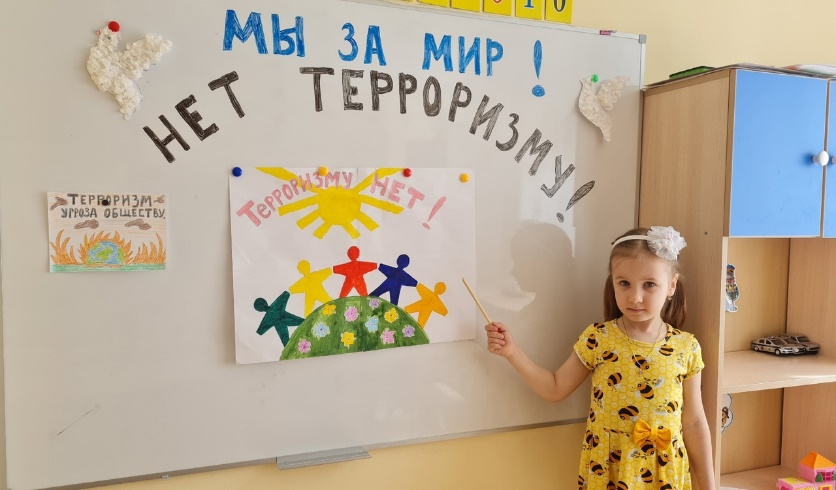 МЫ ЗА МИР!
НЕТ ТЕРРОРИЗМУ!
ТЕРРОРИЗМ
УГРОЗА ОБЩЕСТВУ.
ТЕРРОРИЗМУ НЕТ!